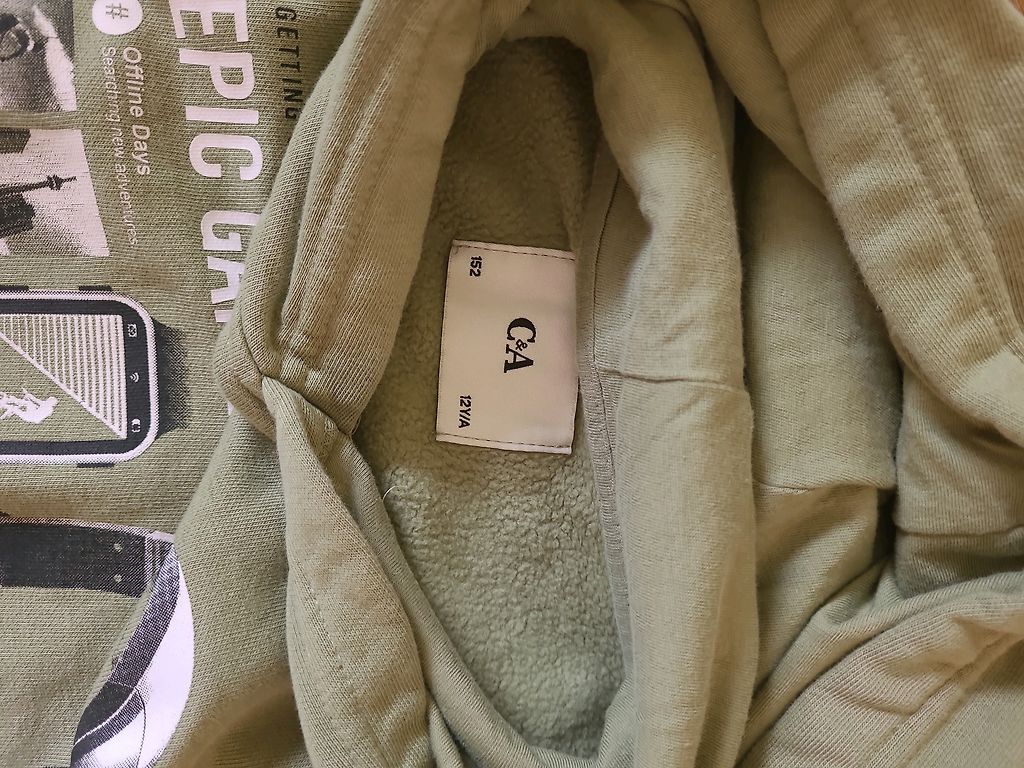 GETTING
EPIC
#
Offline Days
Searching new adventures
152
C&A
12Y/A